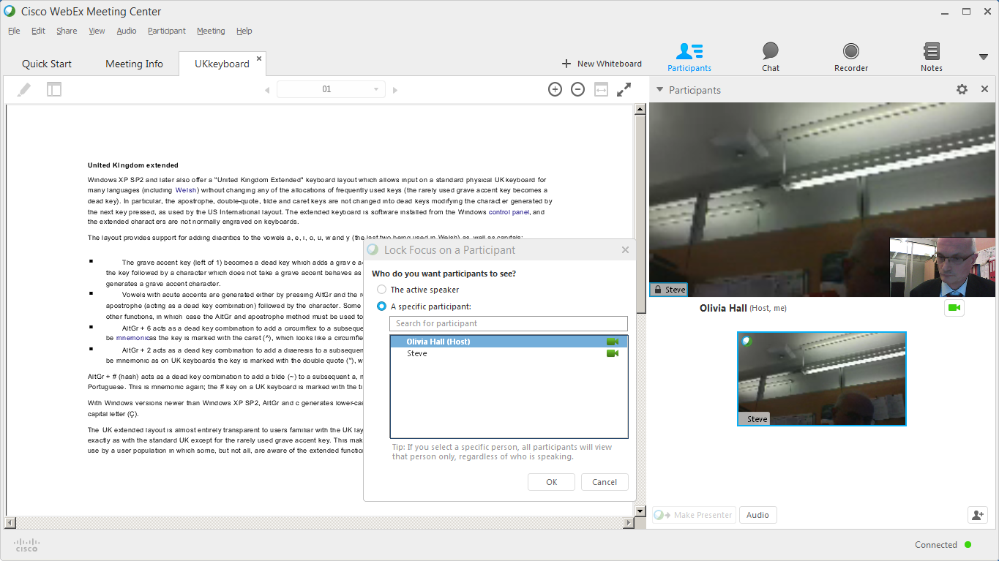 Cisco WebEx Meeting Center
File Edit Share View Audio Participant Meeting Help
Quick Start Meeting Info UKkeyboard
New Whiteboard Participants Chat Recorder Notes
01
Participants
United Kingdom extended
Windows XP SP2 and later also offer a "United Kingdom Extended" keyboard layout which allows input on a standard physical UK keyboard for
many languages (including Welsh) without changing any of the allocations of frequently used keys (the rarely used grave accent key becomes a
dead key). In particular, the apostrophe, double-quote, tilde and caret keys are not changed into dead keys modifying the character generated by
the next key pressed, as used by the US International layout. The extended keyboard is software installed from the Windows control panel, and
the extended characters are not normally engraved on keyboards.
The layout provides support for adding diacritics to the vowels a, e, i, o, u, w and y (the last two being used in Welsh) as well as capitals:
The grave accent key (left of 1) becomes a dead key which adds a grave a
the key followed by a character which does not take a grave accent behaves as
generates a grave accent character.
Vowels with acute accents are generated either by pressing AltGr and the
apostrophe (acting as a dead key combination) followed by the character. Some
other functions, in which case the AltGr and apostrophe method must be used to
AltGr + 6 acts as a dead key combination to add a circumflex to a subseque
be mnemonicas the key is marked with the caret (^), which looks like a circumfle
AltGr + 2 acts as a dead key combination to add a diaeresis to a subsequen
be mnemonic as on UK keyboards the key is marked with the double quote ("), w
AltGr + # (hash) acts as a dead key combination to add a tilde (~) to a subsequent a, n
Portuguese. This is mnemonic again; the # key on a UK keyboard is marked with the ti
With Windows versions newer than Windows XP SP2, AltGr and c generates lower-cas
capital letter (Ç).
The UK extended layout is almost entirely transparent to users familiar with the UK lay
exactly as with the standard UK except for the rarely used grave accent key. This mak
use by a user population in which some, but not all, are aware of the extended function
Lock Focus on a Participant
Who do you want participants to see?
The active speaker
A specific participant:
Search for participant
Olivia Hall (Host)
Steve
Tip: If you select a specific person, all participants will view
that person only, regardless of who is speaking.
OK Cancel
Steve
Olivia Hall (Host, me)
Steve
Make Presenter Audio
CISCO
Connected